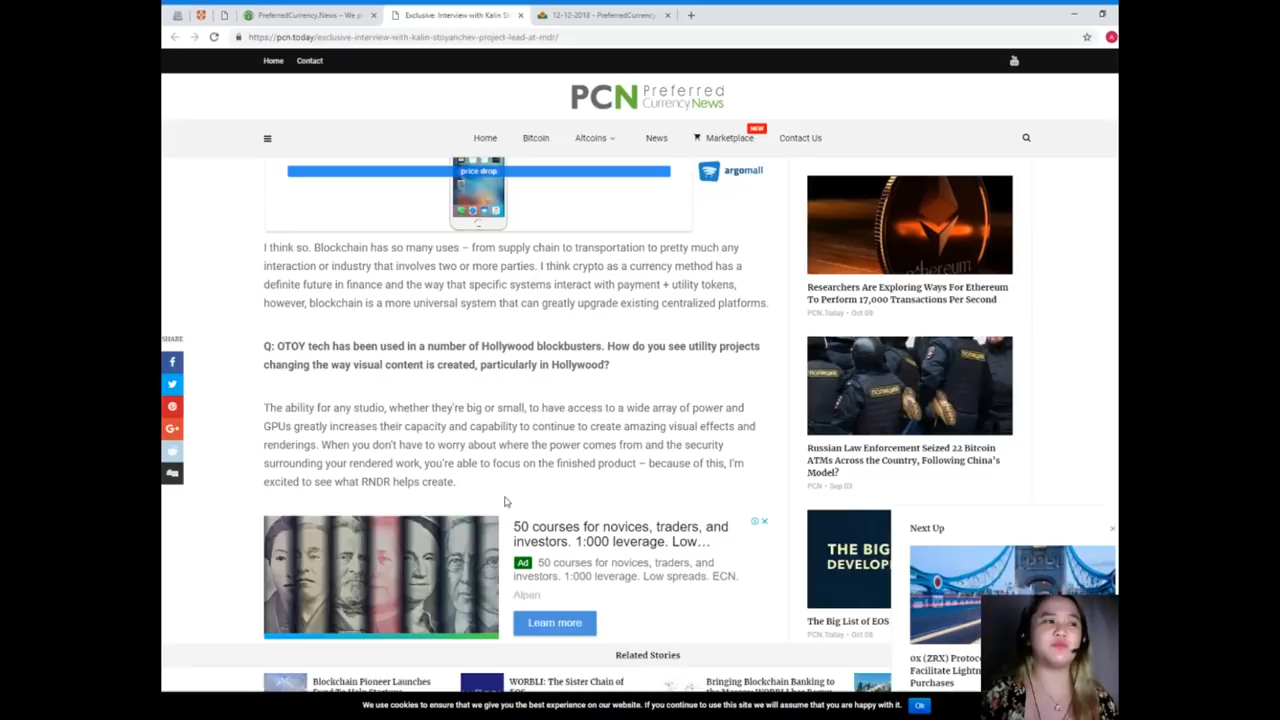 PreferredCurrency.News – We p
Exclusive: Interview with Kalin St
12-12-2018 - PreferredCurrency
https://pcn.today/exclusive-interview-with-kalin-stoyanchev-project-lead-at-rndr/
Home Contact
PCN Preferred
Currency News
Home Bitcoin Altcoins News Marketplace NEW Contact Us
price drop
argomall
I think so. Blockchain has so many uses – from supply chain to transportation to pretty much any
interaction or industry that involves two or more parties. I think crypto as a currency method has a
definite future in finance and the way that specific systems interact with payment + utility tokens,
however, blockchain is a more universal system that can greatly upgrade existing centralized platforms.
Q: OTOY tech has been used in a number of Hollywood blockbusters. How do you see utility projects
changing the way visual content is created, particularly in Hollywood?
The ability for any studio, whether they're big or small, to have access to a wide array of power and
GPUs greatly increases their capacity and capability to continue to create amazing visual effects and
renderings. When you don't have to worry about where the power comes from and the security
surrounding your rendered work, you're able to focus on the finished product – because of this, I'm
excited to see what RNDR helps create.
SHARE
digg
50 courses for novices, traders, and
investors. 1:000 leverage. Low...
Ad 50 courses for novices, traders, and
investors. 1:000 leverage. Low spreads. ECN.
Alpari
Learn more
ethereum
Researchers Are Exploring Ways For Ethereum
To Perform 17,000 Transactions Per Second
PCN.Today - Oct 08
полиция
полиция
Russian Law Enforcement Seized 22 Bitcoin
ATMs Across the Country, Following China's
Model?
PCN - Sep 03
THE BIG
DEVELOP
The Big List of EOS
PCN.Today - Oct 08
Next Up
0x (ZRX) Protoc
Facilitate Lightn
Purchases
Related Stories
Blockchain Pioneer Launches
Fund To Help Startups
WORBLI: The Sister Chain of
EOS
Bringing Blockchain Banking to
We use cookies to ensure that we give you the best experience on our website. If you continue to use this site we will assume that you are happy with it. Ok